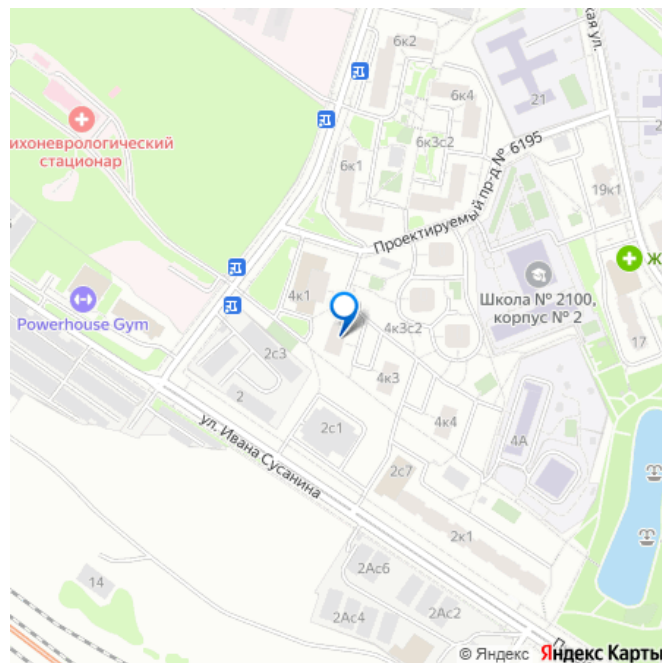 6к2
кая ул.
6к4
21
ихоневрологический
стационар
6к3с2
6к1
Проектируемый пр-д № 6195
19к1
Ж
Школа № 2100,
корпус № 2
4к1
Powerhouse Gym
4к3с2
17
2с3
4к3
2
4к4
4А
2с1
ул. Ивана Сусанина
2с7
2к1
2Ас6
14
2Ас4
2Ас2
П
© Яндекс Яндекс Карты